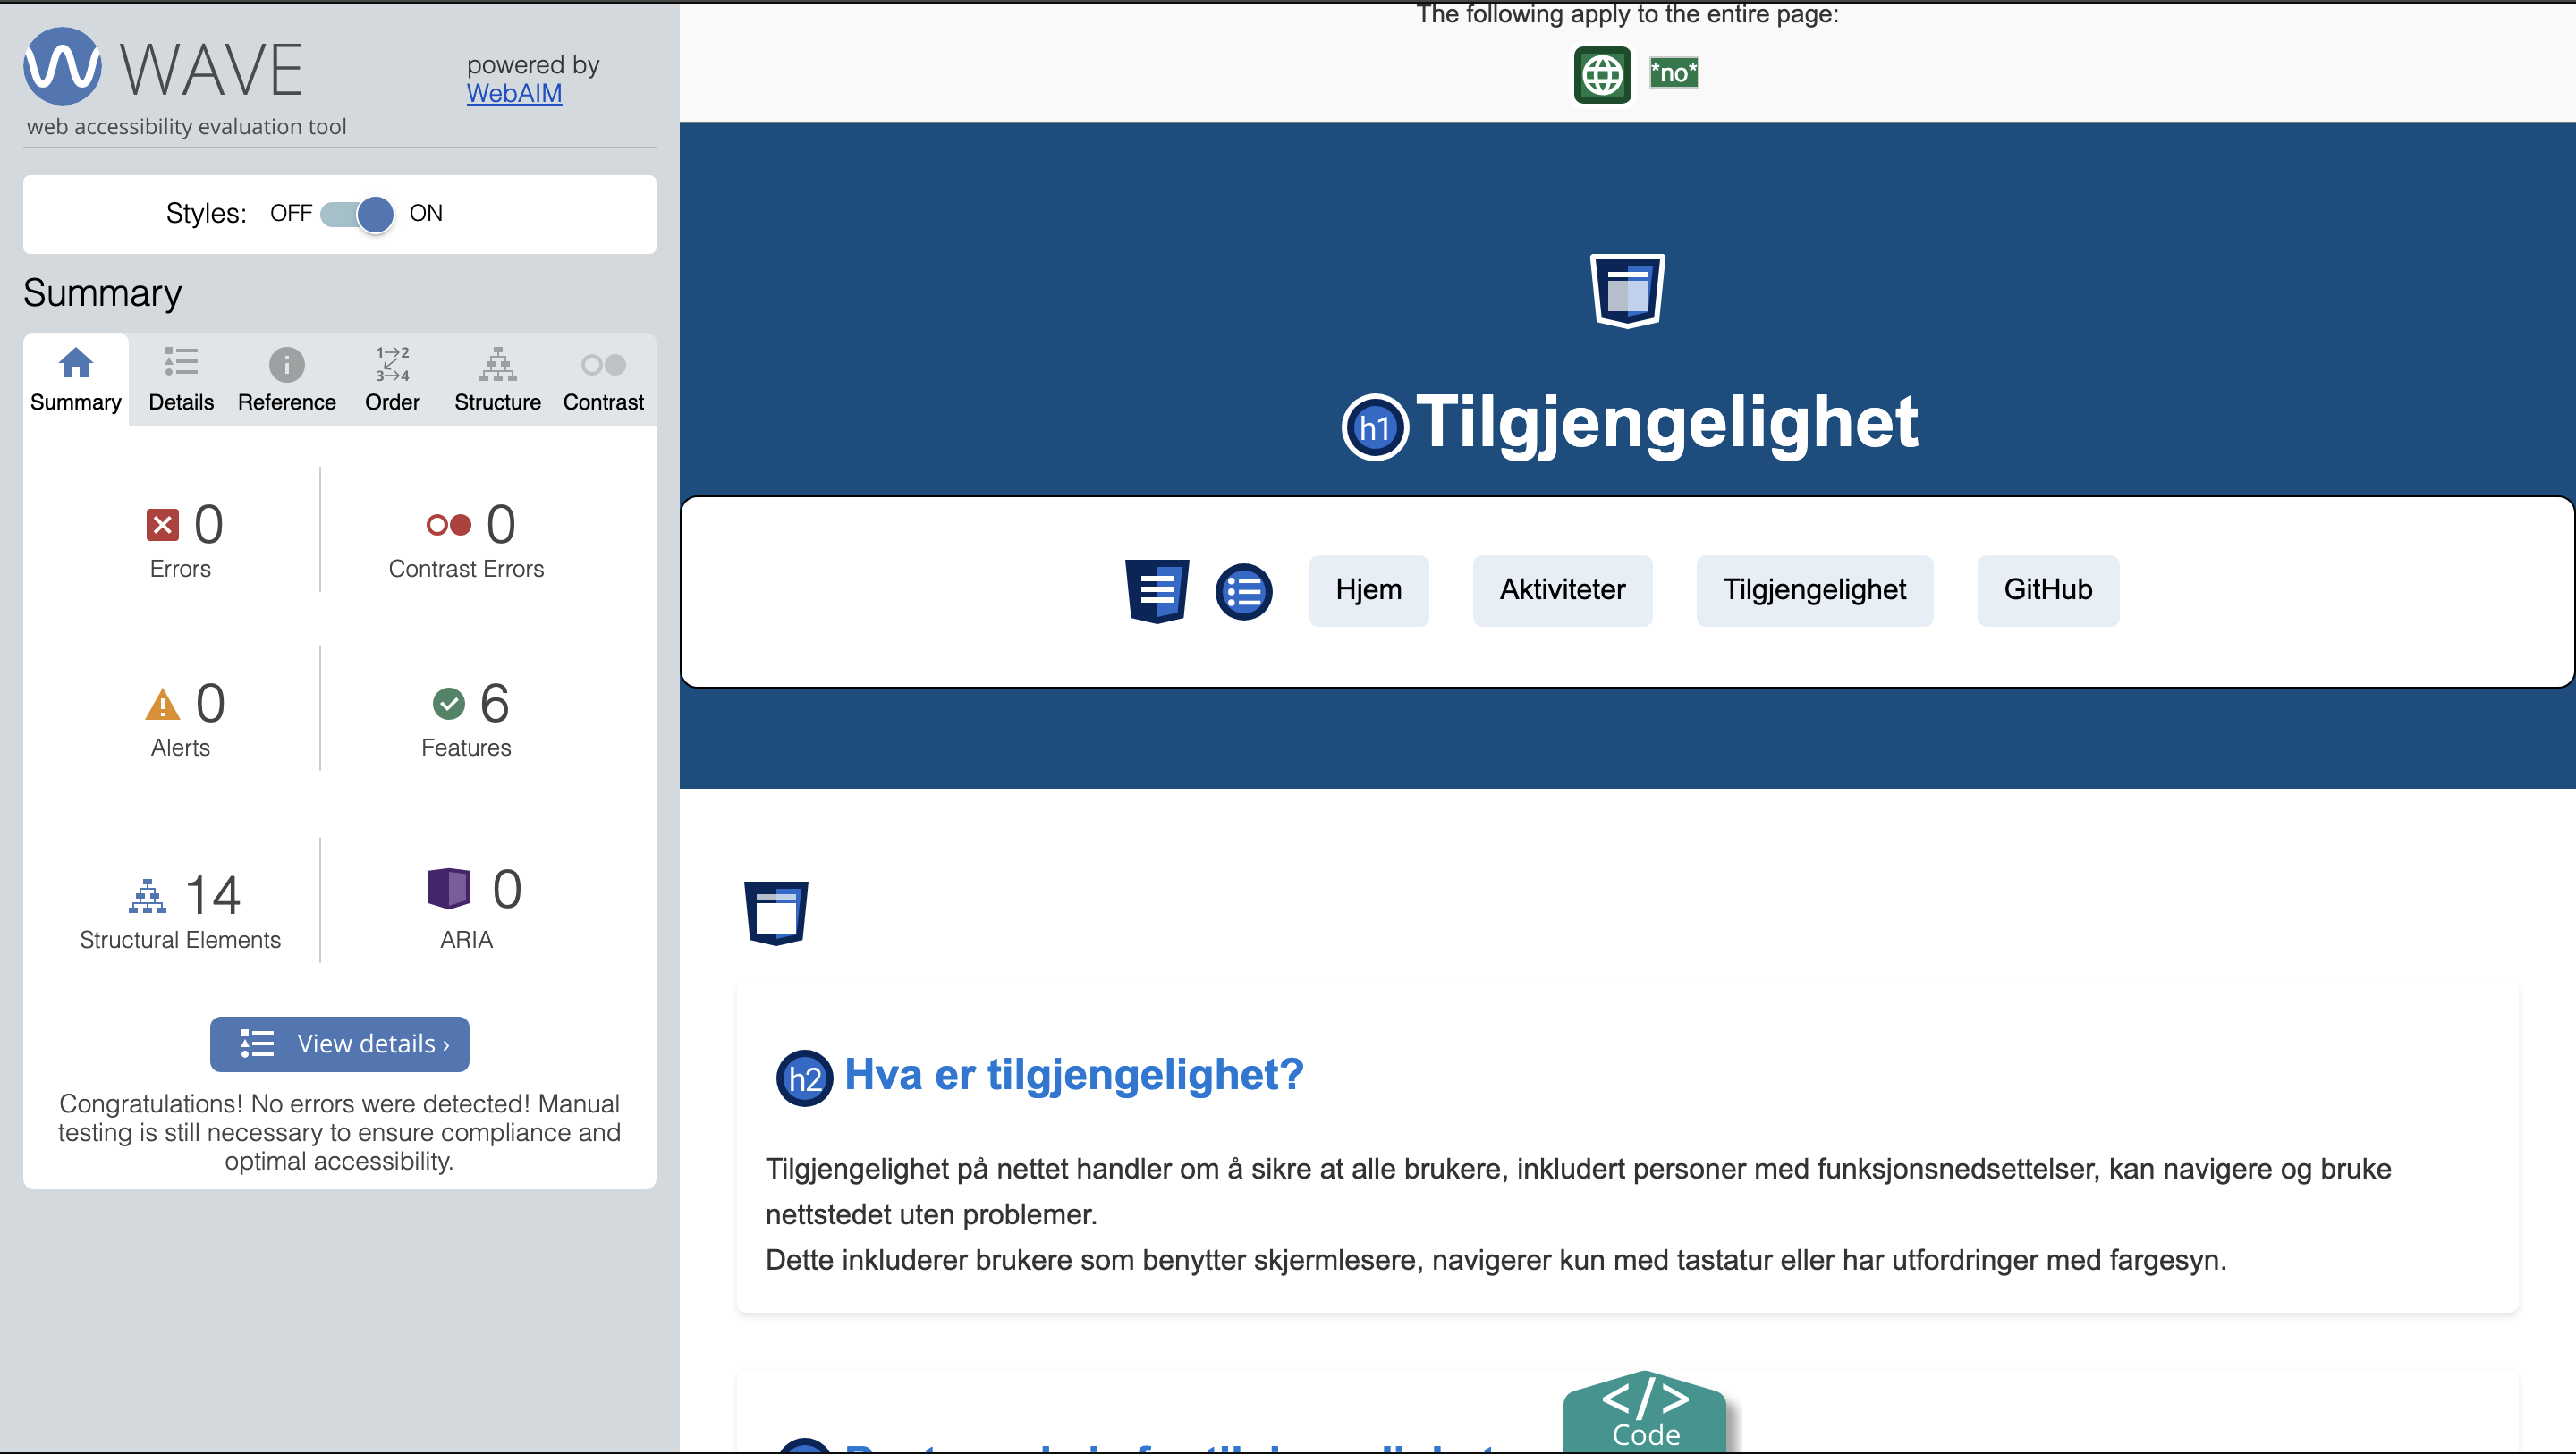 WAVE
powered by
WebAIM
web accessibility evaluation tool
Styles: OFF ON
Summary
Summary Details Reference Order Structure Contrast
1→2
3→4
0
Errors
0
Contrast Errors
0
Alerts
6
Features
14
Structural Elements
0
ARIA
View details ›
Congratulations! No errors were detected! Manual
testing is still necessary to ensure compliance and
optimal accessibility.
The following apply to the entire page:
*no*
h1 Tilgjengelighet
Hjem Aktiviteter Tilgjengelighet GitHub
h2 Hva er tilgjengelighet?
Tilgjengelighet på nettet handler om å sikre at alle brukere, inkludert personer med funksjonsnedsettelser, kan navigere og bruke
nettstedet uten problemer.
Dette inkluderer brukere som benytter skjermlesere, navigerer kun med tastatur eller har utfordringer med fargesyn.
</>
Code